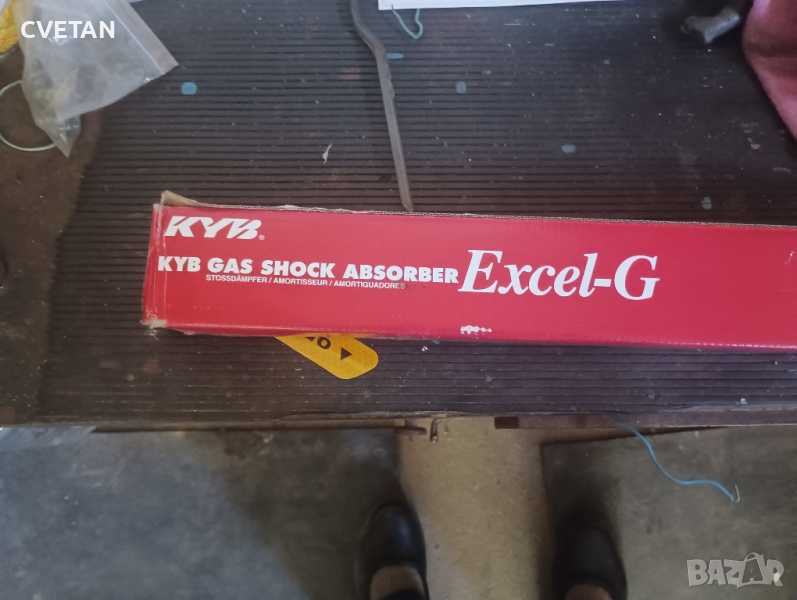 CVETAN
KYB®
KYB GAS SHOCK ABSORBER Excel-G
STOSSDÄMPFER / AMORTISSEUR / AMORTIGUADORES
BAZAR